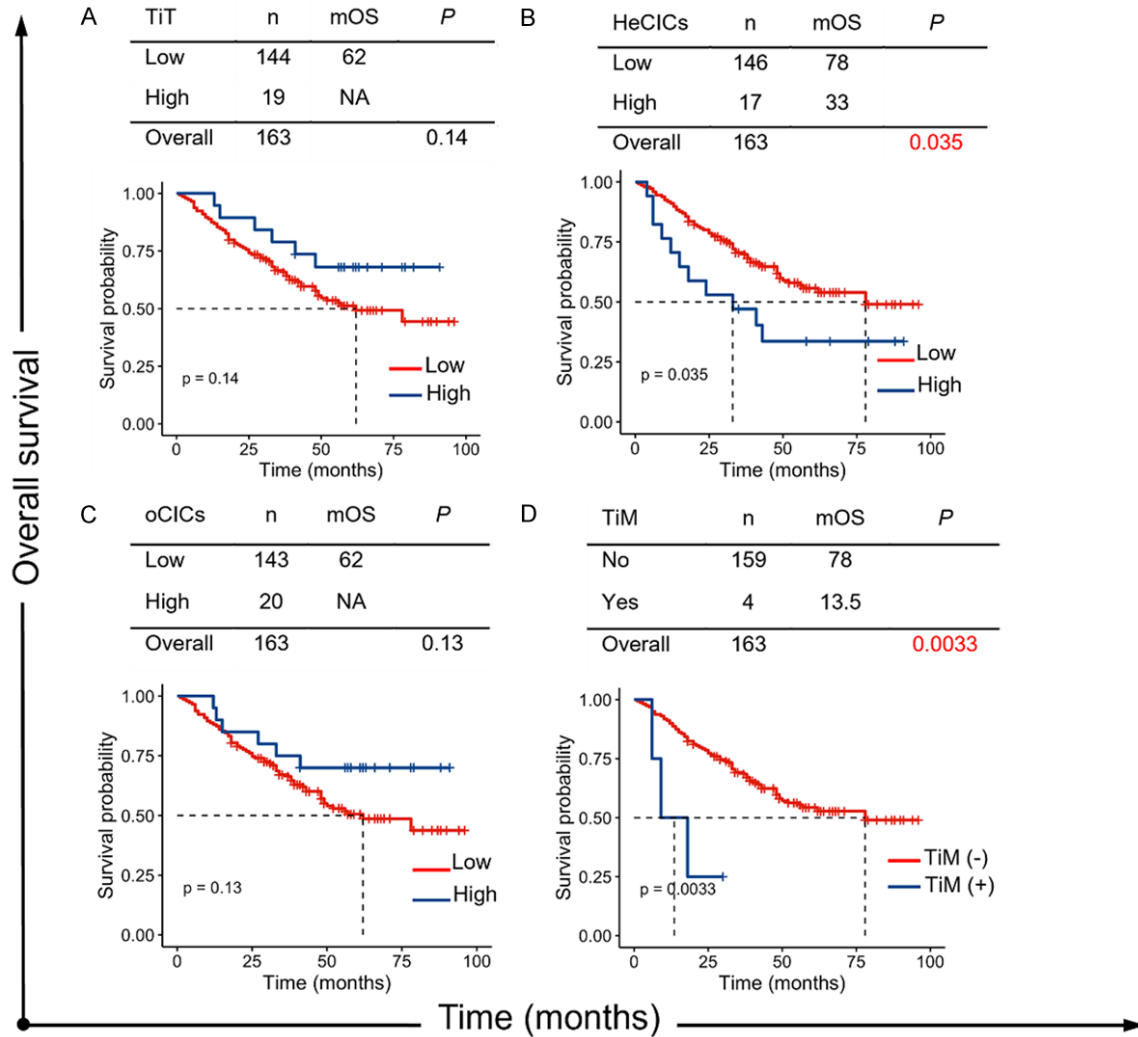 Overall survival
A
TiT n mOS P
Low 144 62
High 19 NA
Overall 163 0.14
Survival probability
1.00
0.75
0.50
0.25
0.00
p = 0.14
Low
High
0 25 50 75 100
Time (months)
B
HeCICs n mOS P
Low 146 78
High 17 33
Overall 163 0.035
Survival probability
1.00
0.75
0.50
0.25
0.00
p = 0.035
Low
High
0 25 50 75 100
Time (months)
C
oCICs n mOS P
Low 143 62
High 20 NA
Overall 163 0.13
Survival probability
1.00
0.75
0.50
0.25
0.00
p = 0.13
Low
High
0 25 50 75 100
Time (months)
D
TiM n mOS P
No 159 78
Yes 4 13.5
Overall 163 0.0033
Survival probability
1.00
0.75
0.50
0.25
0.00
p = 0.0033
TiM (-)
TiM (+)
0 25 50 75 100
Time (months)
Time (months)